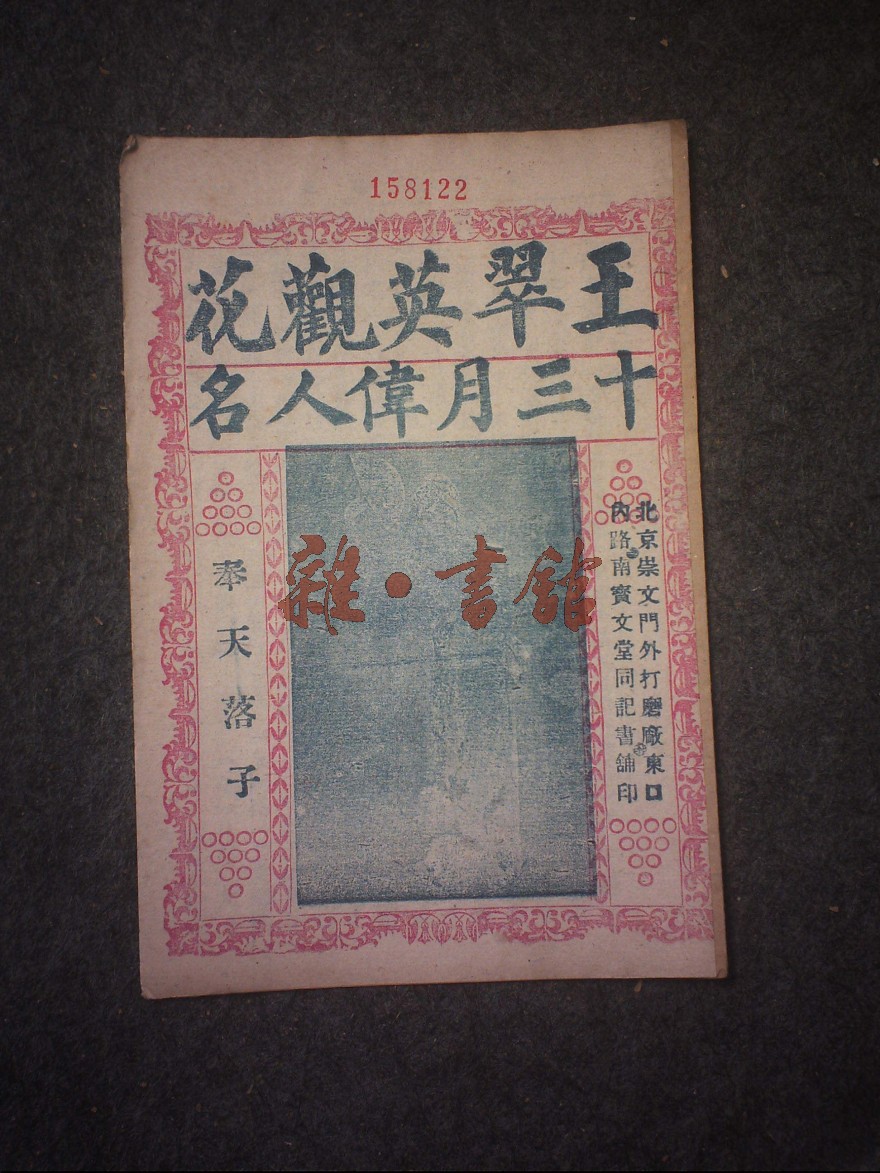 158122
王翠英觀花
十三月偉人名
北京崇文門外打磨廠東口
內路南寶文堂同記書舖印
奉天落子
雜·書館